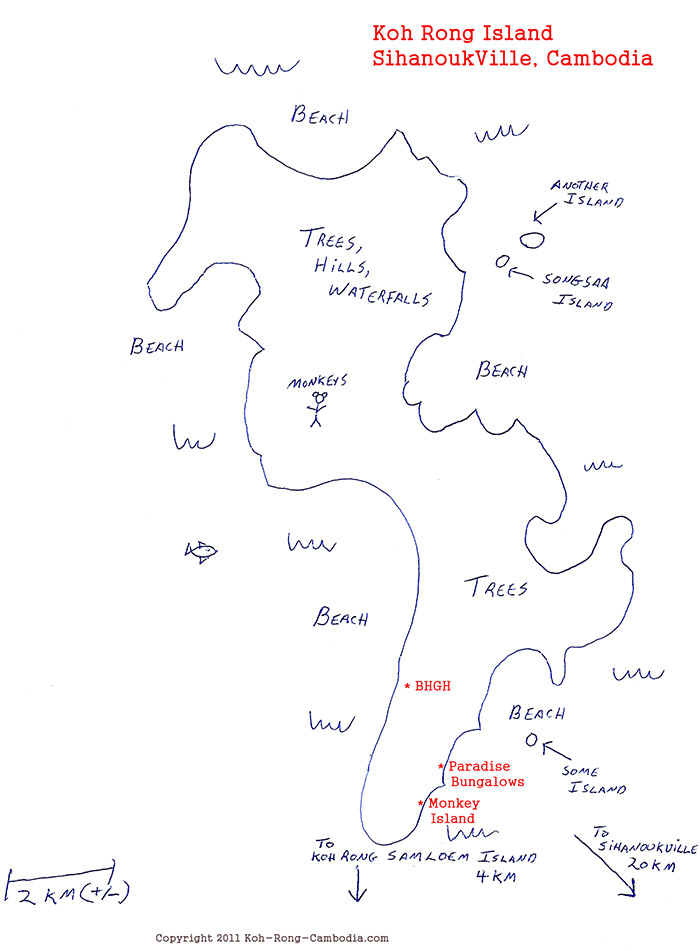 Koh Rong Island
SihanoukVille, Cambodia
BEACH
ANOTHER
ISLAND
TREES,
HILLS,
WATERFALLS
SONGSAA
ISLAND
BEACH
BEACH
MONKEYS
TREES
BEACH
* BHGH
BEACH
* Paradise
Bungalows
SOME
ISLAND
* Monkey
Island
TO
KOH RONG SAMLOEM ISLAND
4KM
TO
SIHANOUKVILLE
20KM
2 KM (+/-)
Copyright 2011 Koh-Rong-Cambodia.com